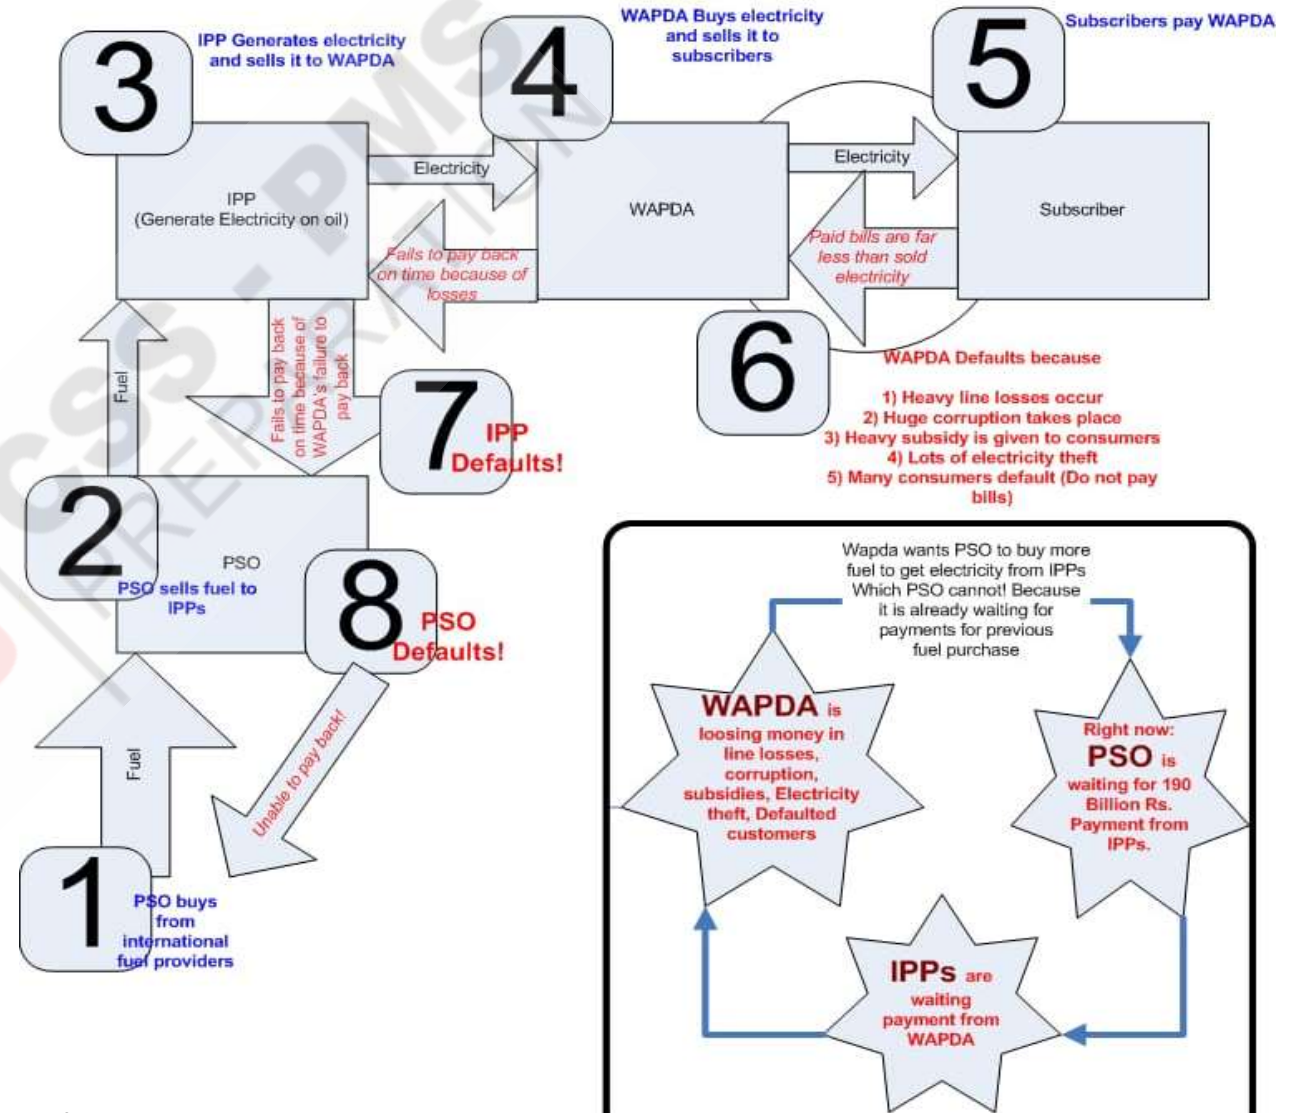 3
IPP Generates electricity
and sells it to WAPDA
4
WAPDA Buys electricity
and sells it to
subscribers
5
Subscribers pay WAPDA
IPP
(Generate Electricity on oil)
Electricity
WAPDA
Electricity
Subscriber
Fails to pay back
on time because of
losses
Paid bills are far
less than sold
electricity
Fuel
Fails to pay back
on time because of
WAPDA's failure to
pay back
7
IPP
Defaults!
6
WAPDA Defaults because
1) Heavy line losses occur
2) Huge corruption takes place
3) Heavy subsidy is given to consumers
4) Lots of electricity theft
5) Many consumers default (Do not pay
bills)
2
PSO
PSO sells fuel to
IPPs
8
PSO
Defaults!
Fuel
Unable to pay back!
1
PSO buys
from
international
fuel providers
Wapda wants PSO to buy more
fuel to get electricity from IPPs
Which PSO cannot! Because
it is already waiting for
payments for previous
fuel purchase
WAPDA is
loosing money in
line losses,
corruption,
subsidies, Electricity
theft, Defaulted
customers
Right now:
PSO is
waiting for 190
Billion Rs.
Payment from
IPPs.
IPPs are
waiting
payment from
WAPDA
CSS - PMS
PREPARATION